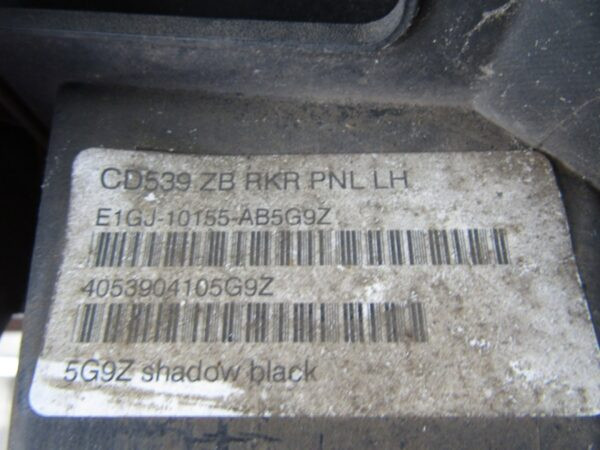 CD539 ZB RKR PNL LH
E1GJ-10155-AB5G9Z
4053904105G9Z
5G9Z shadow black